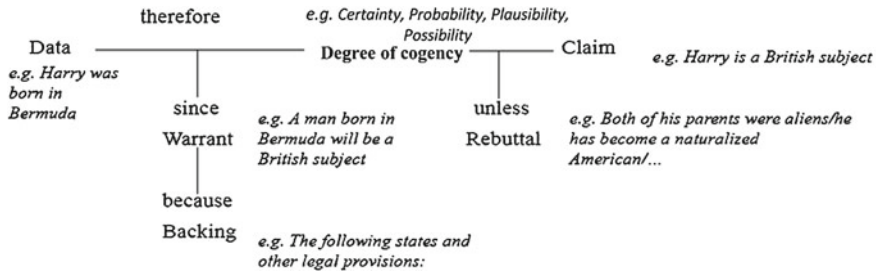 therefore
e.g. Certainty, Probability, Plausibility,
Possibility
Data
Degree of cogency
Claim
e.g. Harry was
born in
Bermuda
e.g. Harry is a British subject
since
Warrant
e.g. A man born in
Bermuda will be a
British subject
unless
Rebuttal
e.g. Both of his parents were aliens/he
has become a naturalized
American/...
because
Backing
e.g. The following states and
other legal provisions: